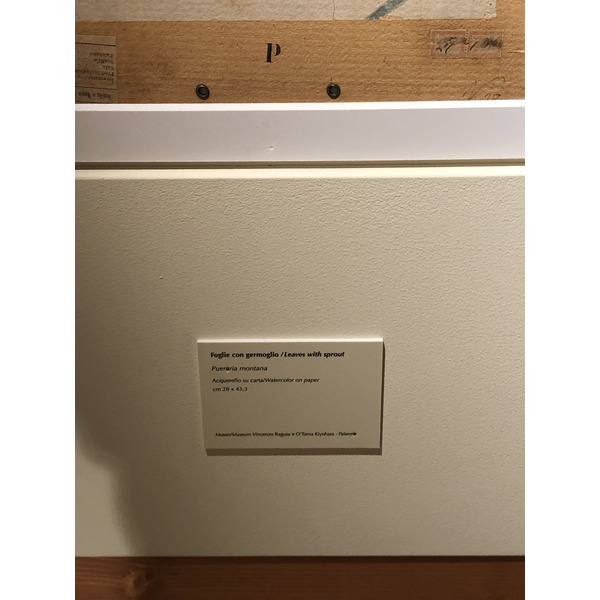 P
Foglie con germoglio / Leaves with sprout
Pueraria montana
Acquarello su carta/Watercolor on paper
cm 28 x 43,3
Museo/Museum Vincenzo Ragusa e O'Tama Kiyohara - Palermo